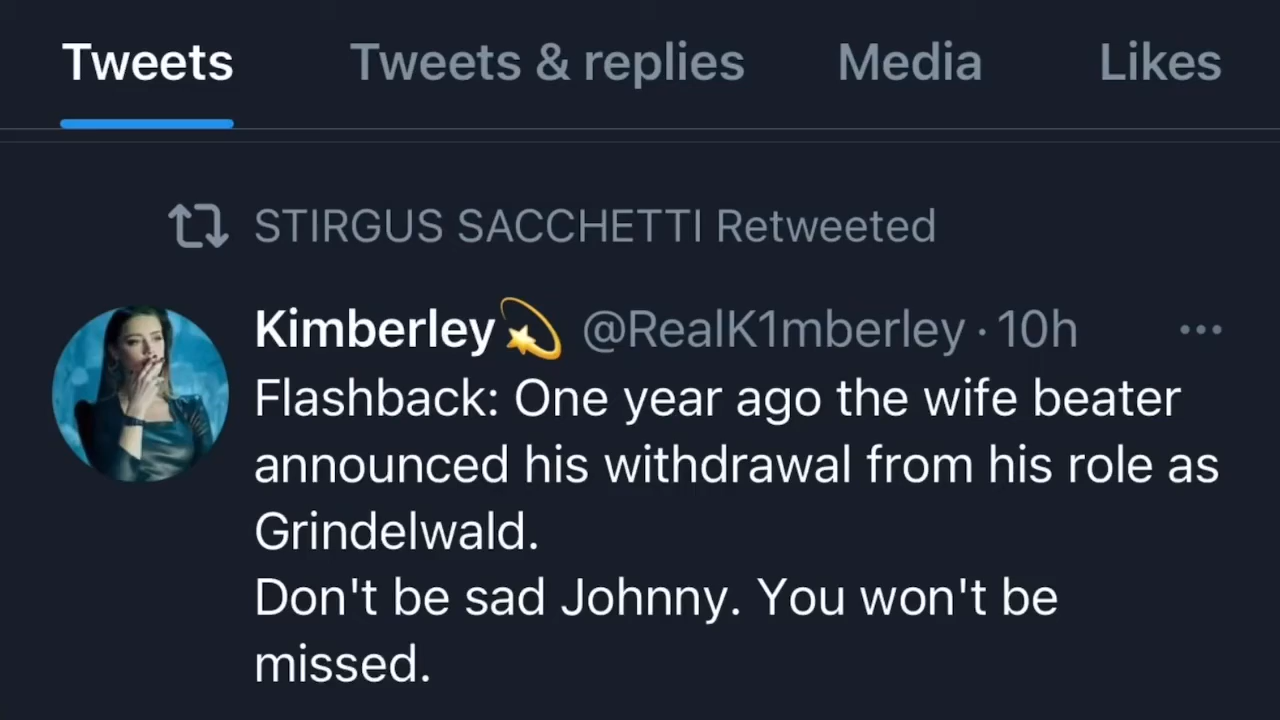 Tweets Tweets & replies Media Likes
STIRGUS SACCHETTI Retweeted
Kimberley💫 @RealK1mberley · 10h ···
Flashback: One year ago the wife beater
announced his withdrawal from his role as
Grindelwald.
Don't be sad Johnny. You won't be
missed.